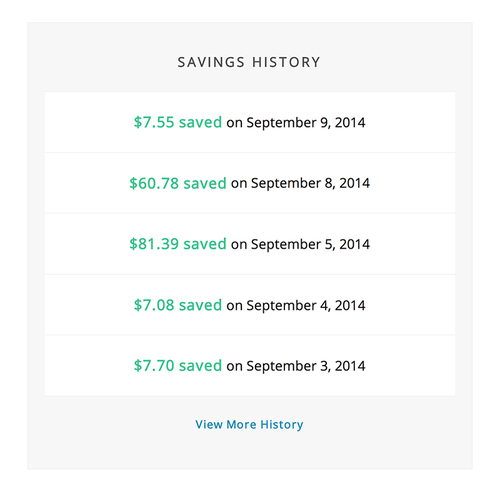 SAVINGS HISTORY
$7.55 saved on September 9, 2014
$60.78 saved on September 8, 2014
$81.39 saved on September 5, 2014
$7.08 saved on September 4, 2014
$7.70 saved on September 3, 2014
View More History